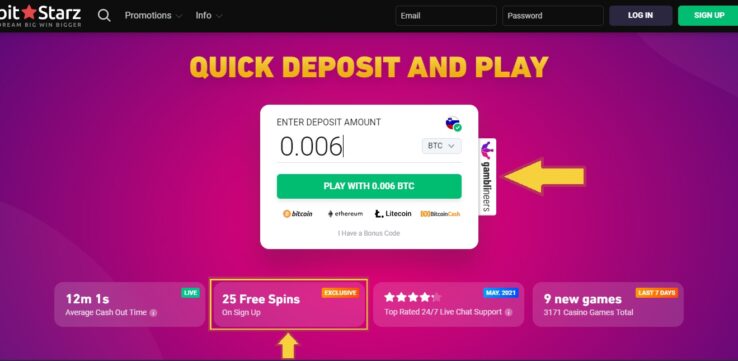 bit Starz
DREAM BIG WIN BIGGER
Promotions
Info
Email
Password
LOG IN
SIGN UP
QUICK DEPOSIT AND PLAY
ENTER DEPOSIT AMOUNT
0.006
BTC
gamblineers
PLAY WITH 0.006 BTC
bitcoin
ethereum
Litecoin
BitcoinCash
I Have a Bonus Code
12m 1s
LIVE
Average Cash Out Time
25 Free Spins
EXCLUSIVE
On Sign Up
MAY. 2021
Top Rated 24/7 Live Chat Support
9 new games
LAST 7 DAYS
3171 Casino Games Total